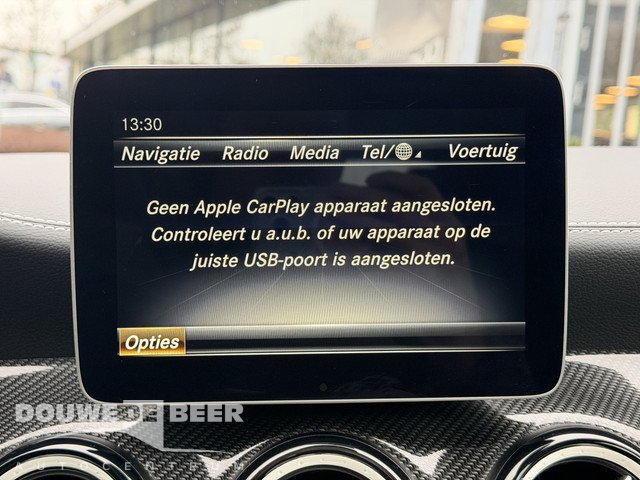 13:30
Navigatie Radio Media Tel/ Voertuig
Geen Apple CarPlay apparaat aangesloten.
Controleert u a.u.b. of uw apparaat op de
juiste USB-poort is aangesloten.
Opties
DOUWE DE BEER
AUTOCENTRUM